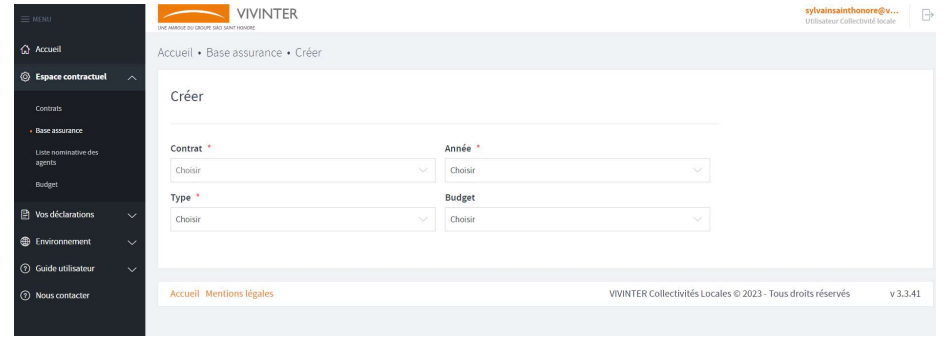 MENU
VIVINTER
UNE MARQUE DU GROUPE SIACI SAINT HONORE
sylvainsainthonore@v...
Utilisateur Collectivité locale
Accueil
Espace contractuel
Contrats
Base assurance
Liste nominative des
agents
Budget
Vos déclarations
Environnement
Guide utilisateur
Nous contacter
Accueil • Base assurance • Créer
Créer
Contrat * Année *
Choisir Choisir
Type * Budget
Choisir Choisir
Accueil Mentions légales VIVINTER Collectivités Locales © 2023 - Tous droits réservés v 3.3.41